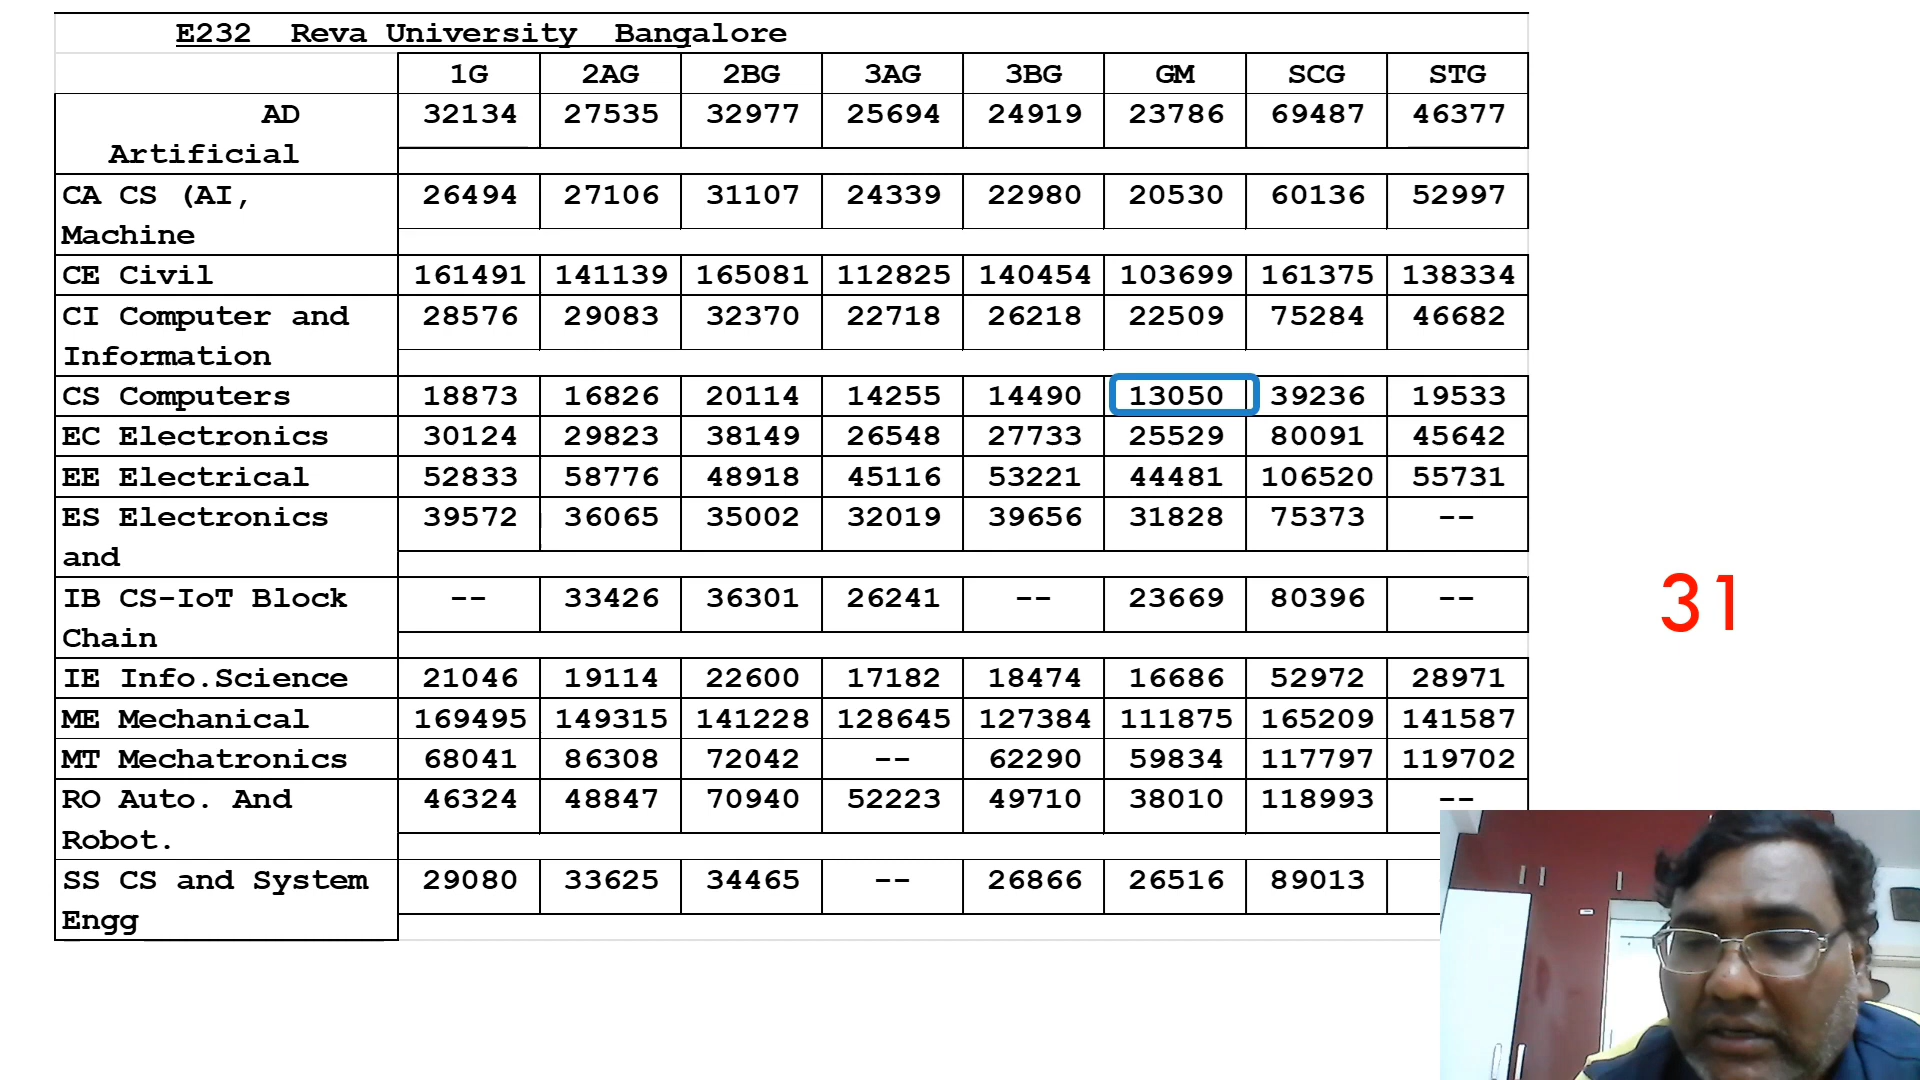 E232 Reva University Bangalore
1G 2AG 2BG 3AG 3BG GM SCG STG
AD 32134 27535 32977 25694 24919 23786 69487 46377
Artificial
CA CS (AI, 26494 27106 31107 24339 22980 20530 60136 52997
Machine
CE Civil 161491 141139 165081 112825 140454 103699 161375 138334
CI Computer and 28576 29083 32370 22718 26218 22509 75284 46682
Information
CS Computers 18873 16826 20114 14255 14490 13050 39236 19533
EC Electronics 30124 29823 38149 26548 27733 25529 80091 45642
EE Electrical 52833 58776 48918 45116 53221 44481 106520 55731
ES Electronics 39572 36065 35002 32019 39656 31828 75373 --
and
IB CS-IoT Block -- 33426 36301 26241 -- 23669 80396 --
Chain
31
IE Info.Science 21046 19114 22600 17182 18474 16686 52972 28971
ME Mechanical 169495 149315 141228 128645 127384 111875 165209 141587
MT Mechatronics 68041 86308 72042 -- 62290 59834 117797 119702
RO Auto. And 46324 48847 70940 52223 49710 38010 118993 --
Robot.
SS CS and System 29080 33625 34465 -- 26866 26516 89013
Engg